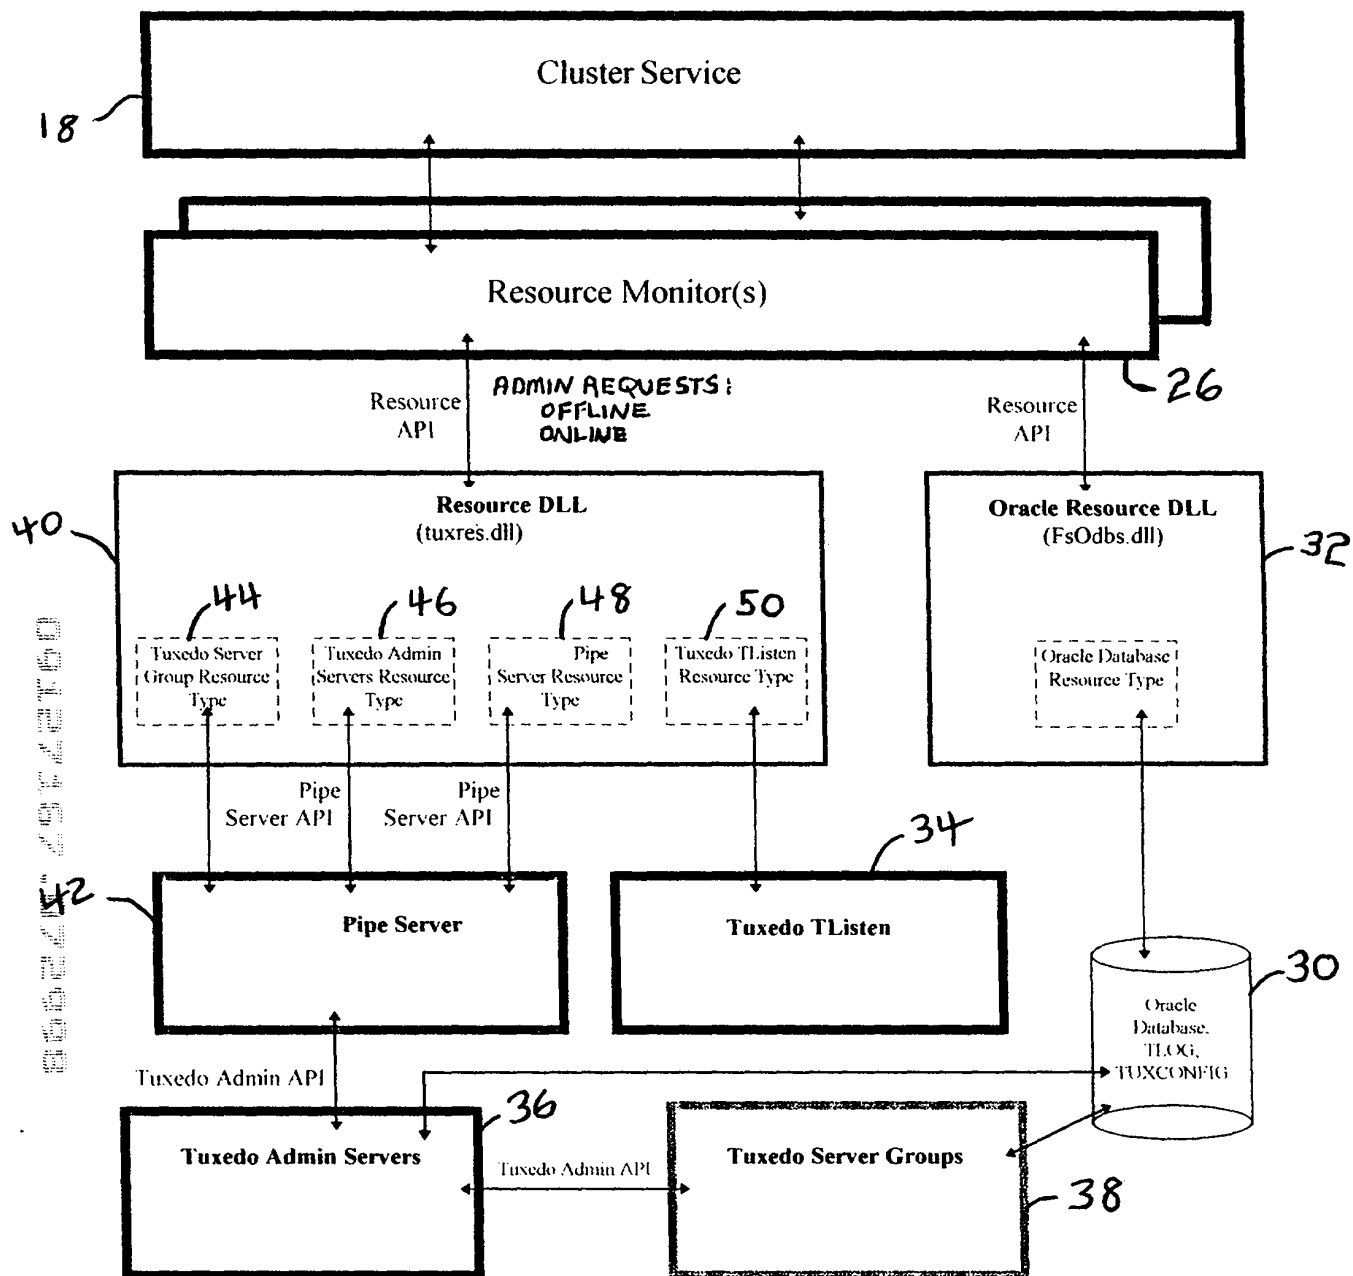 Cluster Service
18
Resource Monitor(s)
26
Resource
API
ADMIN REQUESTS:
OFFLINE
ONLINE
Resource
API
40
Resource DLL
(tuxres.dll)
Oracle Resource DLL
(FsOdbs.dll)
32
44
46
48
50
Tuxedo Server
Group Resource
Type
Tuxedo Admin
Servers Resource
Type
Pipe
Server Resource
Type
Tuxedo TListen
Resource Type
Oracle Database
Resource Type
Pipe
Server API
Pipe
Server API
34
42
Pipe Server
Tuxedo TListen
30
Oracle
Database,
TLOG,
TUXCONFIG
Tuxedo Admin API
36
Tuxedo Admin Servers
Tuxedo Admin API
Tuxedo Server Groups
38